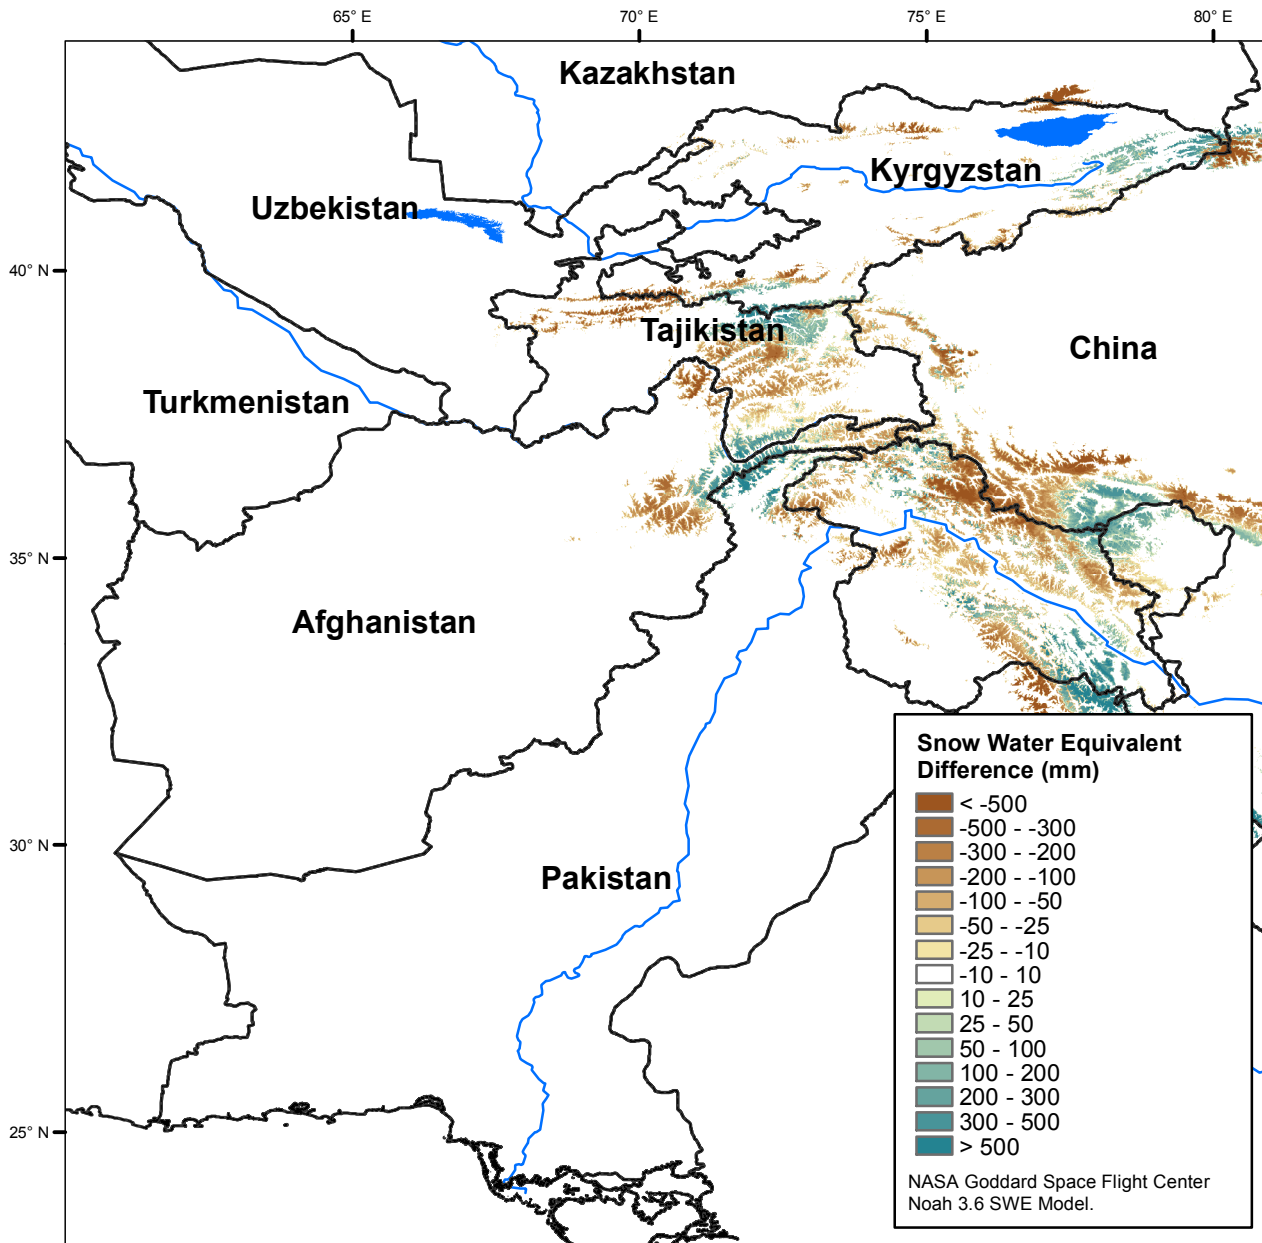 65° E
70° E
75° E
80° E
Kazakhstan
Kyrgyzstan
Uzbekistan
40° N
Tajikistan
China
Turkmenistan
35° N
Afghanistan
30° N
Pakistan
25° N
Snow Water Equivalent
Difference (mm)
< -500
-500 - -300
-300 - -200
-200 - -100
-100 - -50
-50 - -25
-25 - -10
-10 - 10
10 - 25
25 - 50
50 - 100
100 - 200
200 - 300
300 - 500
> 500
NASA Goddard Space Flight Center
Noah 3.6 SWE Model.